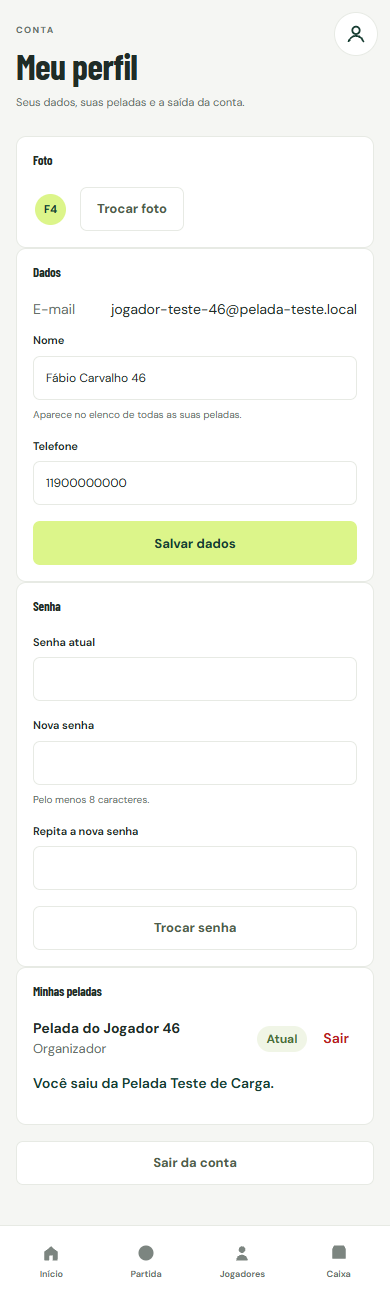 CONTA
Meu perfil
Seus dados, suas peladas e a saída da conta.
Foto
F4
Trocar foto
Dados
E-mail jogador-teste-46@pelada-teste.local
Nome
Fábio Carvalho 46
Aparece no elenco de todas as suas peladas.
Telefone
11900000000
Salvar dados
Senha
Senha atual
Nova senha
Pelo menos 8 caracteres.
Repita a nova senha
Trocar senha
Minhas peladas
Pelada do Jogador 46
Organizador
Atual Sair
Você saiu da Pelada Teste de Carga.
Sair da conta
Início Partida Jogadores Caixa